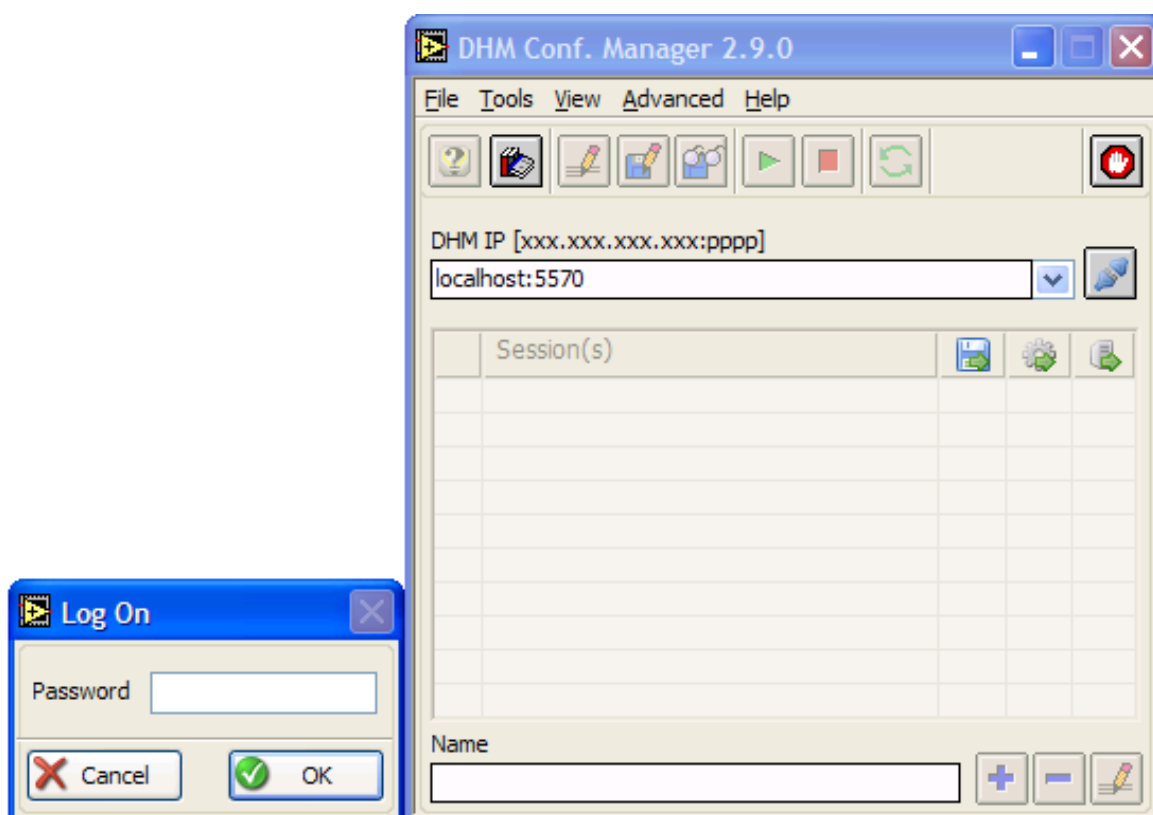 DHM Conf. Manager 2.9.0
File Tools View Advanced Help
DHM IP [xxx.xxx.xxx.xxx:pppp]
localhost:5570
Session(s)
Name
Log On
Password
Cancel OK